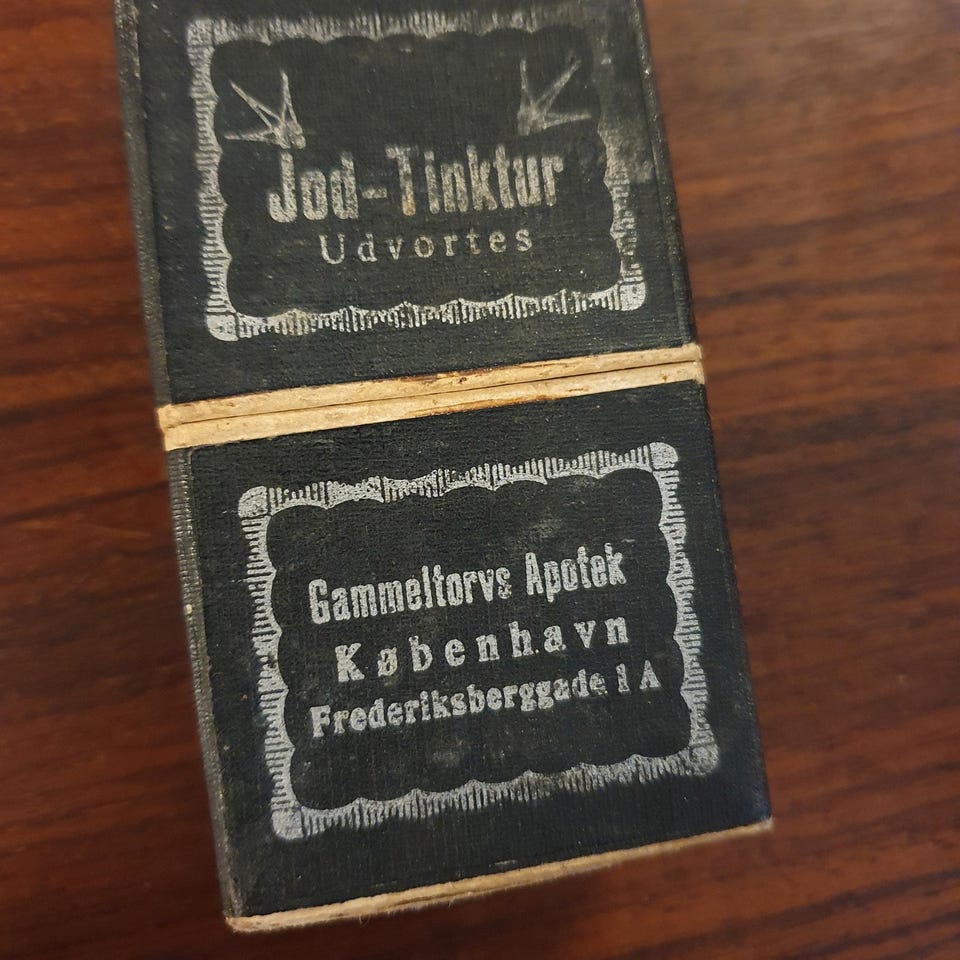 Jod-Tinktur
Udvortes
Gammeltorvs Apotek
København
Frederiksberggade 1 A